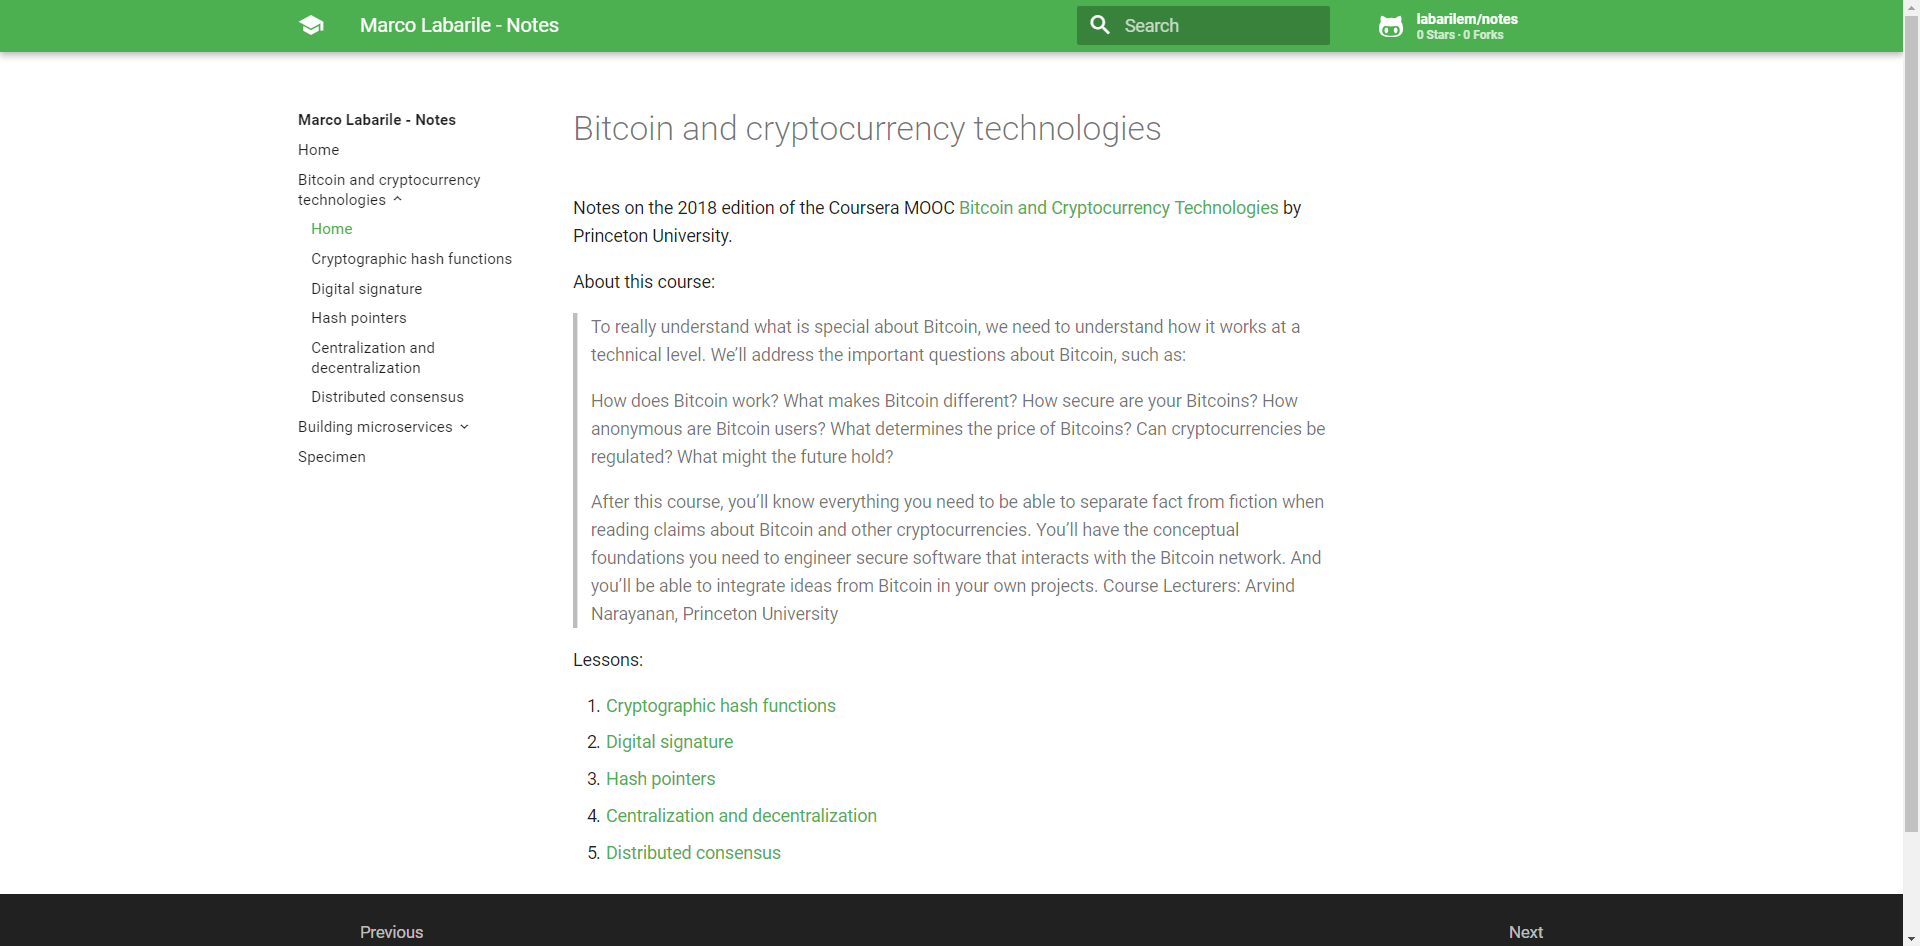 Marco Labarile - Notes
Search
labarilem/notes
0 Stars · 0 Forks
Marco Labarile - Notes
Home
Bitcoin and cryptocurrency
technologies
Home
Cryptographic hash functions
Digital signature
Hash pointers
Centralization and
decentralization
Distributed consensus
Building microservices
Specimen
Bitcoin and cryptocurrency technologies
Notes on the 2018 edition of the Coursera MOOC Bitcoin and Cryptocurrency Technologies by
Princeton University.
About this course:
To really understand what is special about Bitcoin, we need to understand how it works at a
technical level. We’ll address the important questions about Bitcoin, such as:
How does Bitcoin work? What makes Bitcoin different? How secure are your Bitcoins? How
anonymous are Bitcoin users? What determines the price of Bitcoins? Can cryptocurrencies be
regulated? What might the future hold?
After this course, you’ll know everything you need to be able to separate fact from fiction when
reading claims about Bitcoin and other cryptocurrencies. You’ll have the conceptual
foundations you need to engineer secure software that interacts with the Bitcoin network. And
you’ll be able to integrate ideas from Bitcoin in your own projects. Course Lecturers: Arvind
Narayanan, Princeton University
Lessons:
1. Cryptographic hash functions
2. Digital signature
3. Hash pointers
4. Centralization and decentralization
5. Distributed consensus
Previous
Next